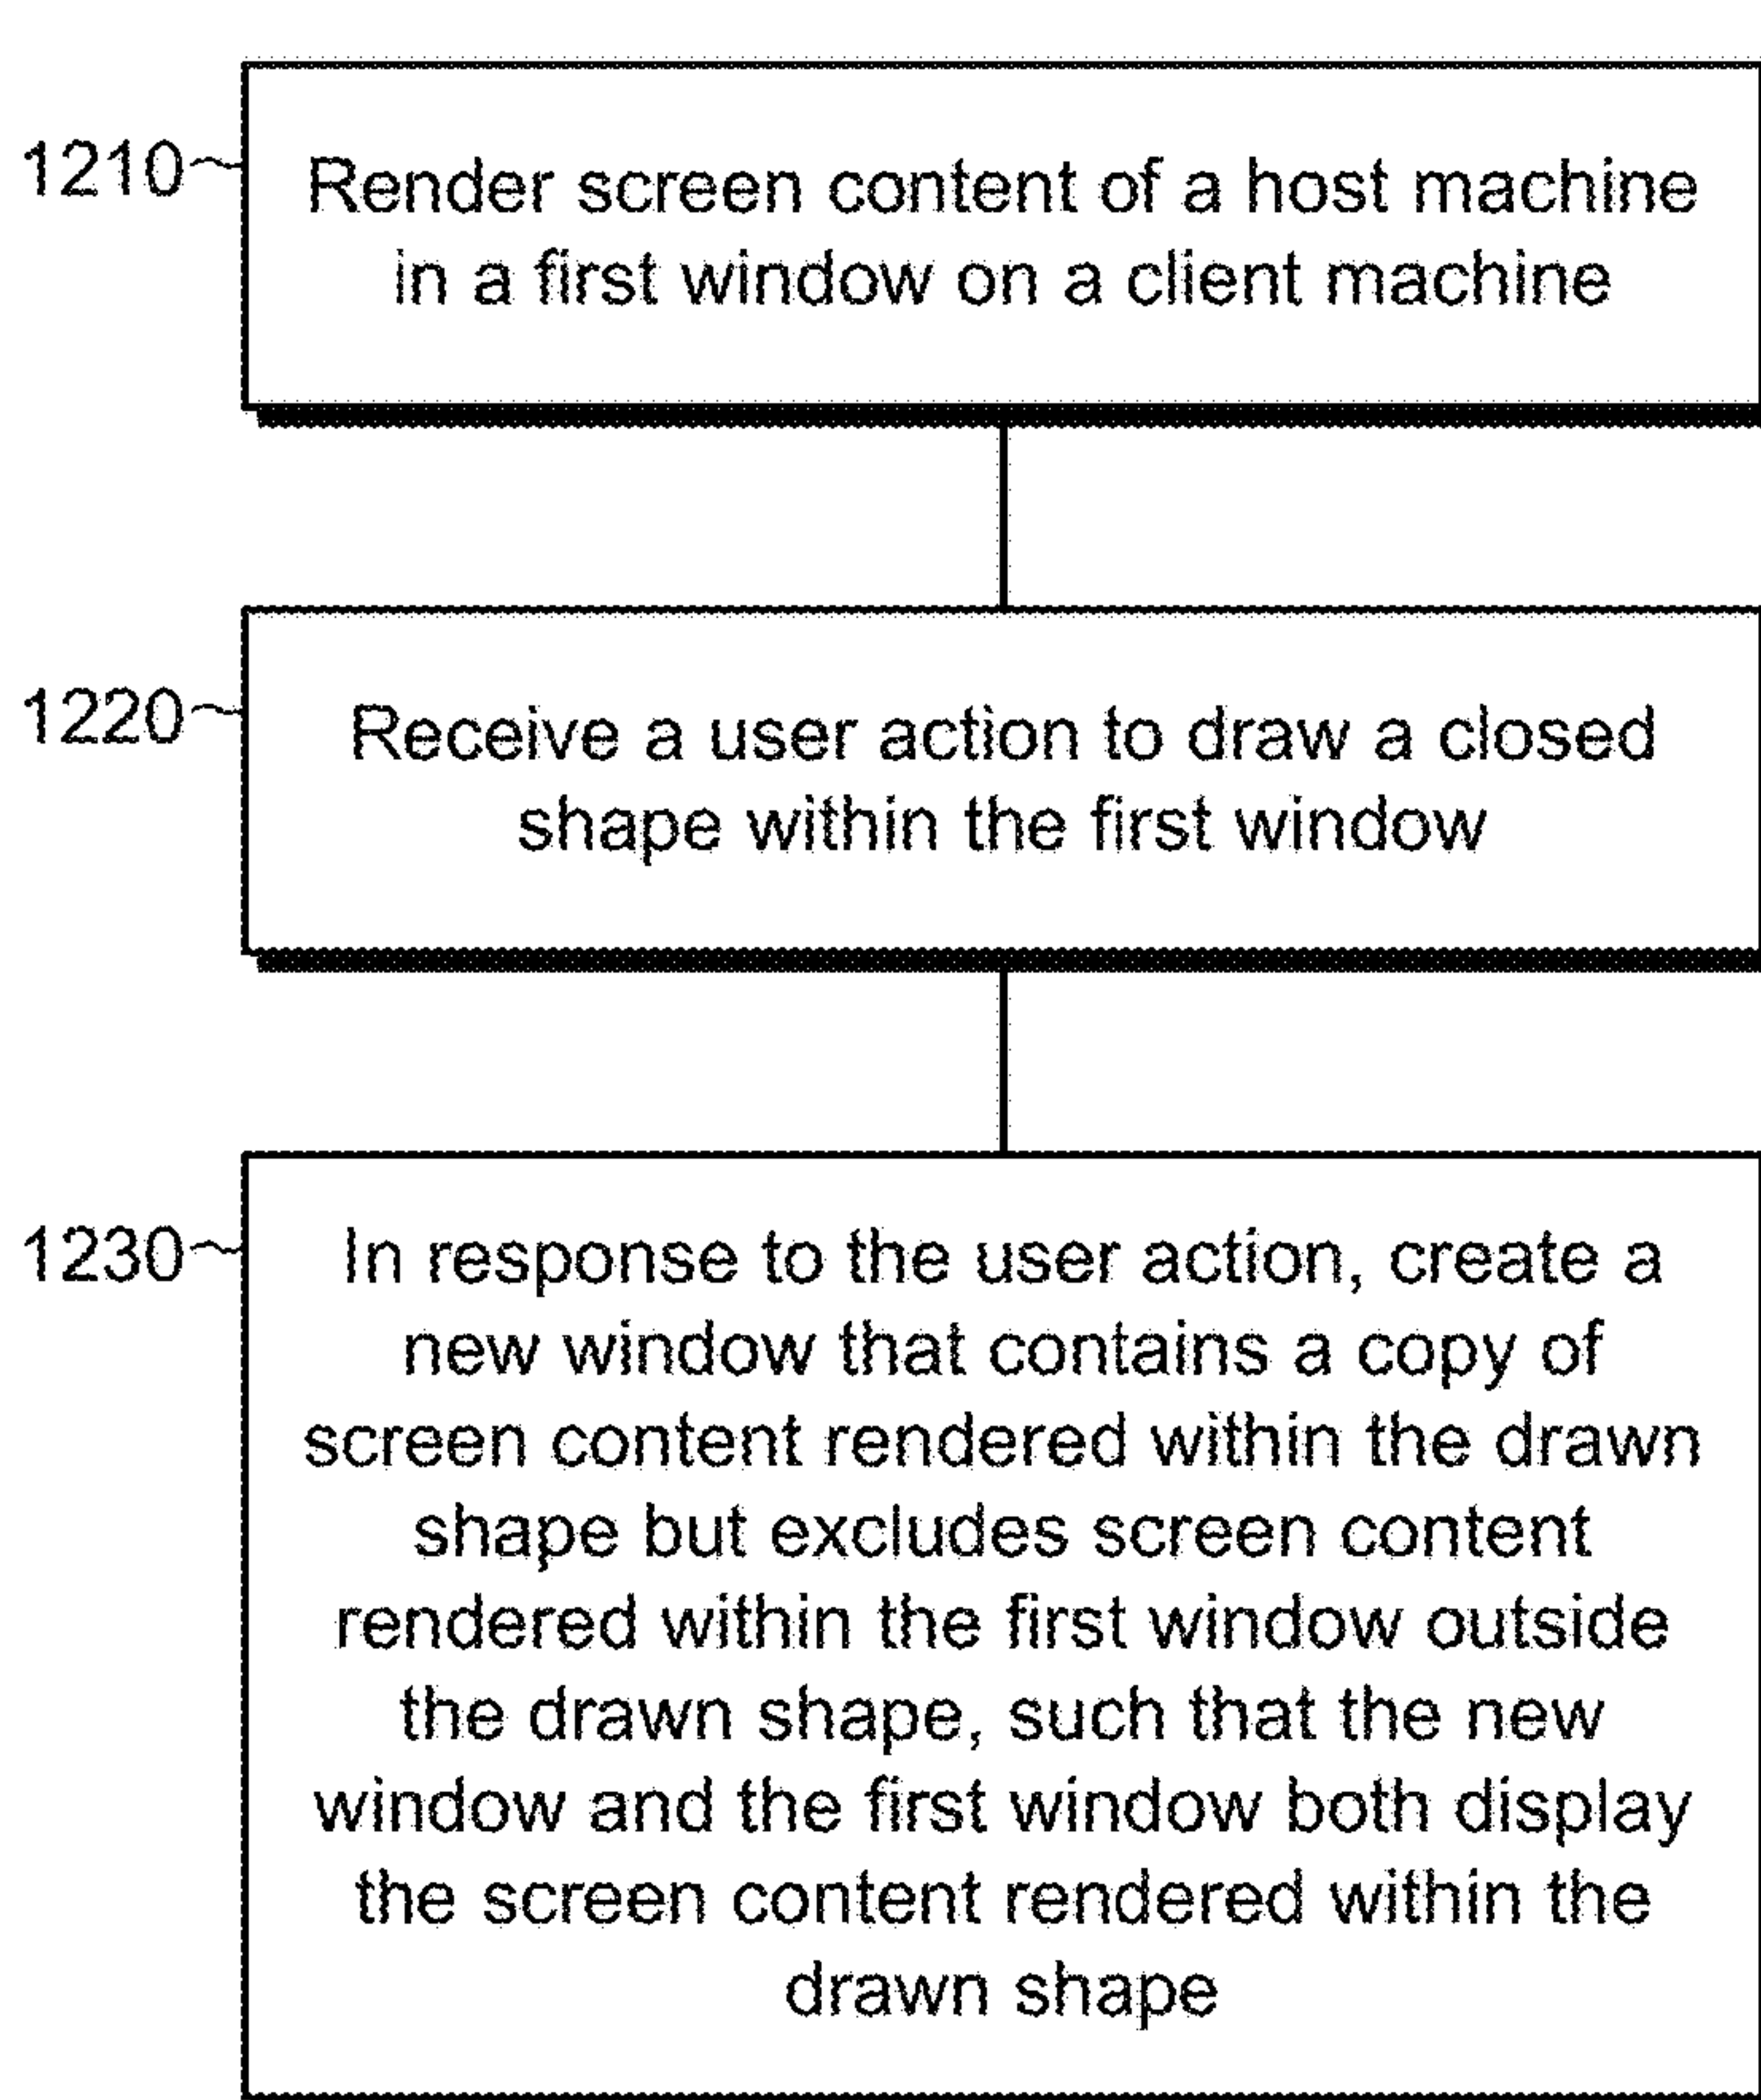 1210
Render screen content of a host machine
in a first window on a client machine
1220
Receive a user action to draw a closed
shape within the first window
1230
In response to the user action, create a
new window that contains a copy of
screen content rendered within the drawn
shape but excludes screen content
rendered within the first window outside
the drawn shape, such that the new
window and the first window both display
the screen content rendered within the
drawn shape